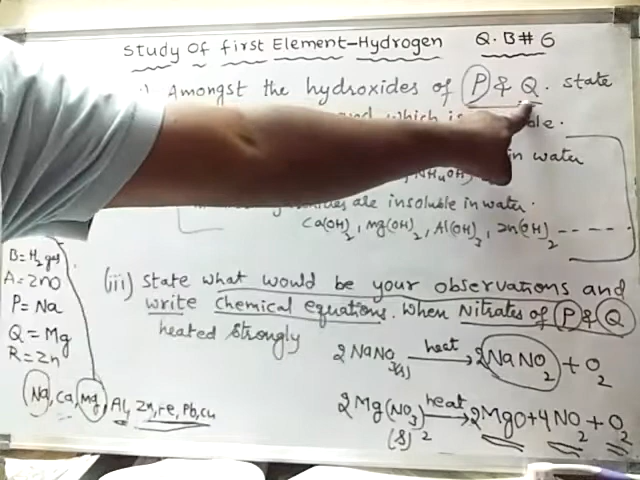 Study Of first Element-Hydrogen Q.B#6
Amongst the hydroxides of P & Q. state
which is
in water
NH4OH
are insoluble in water.
Ca(OH)2, Mg(OH)2, Al(OH)3, Zn(OH)2 ----
B=H2 gas
A=ZnO
P=Na
Q=Mg
R=Zn
Na, Ca, Mg, Al, Zn, Fe, Pb, Cu
(iii) State what would be your observations and
write Chemical equations. When Nitrates of P & Q
heated Strongly
2NaNO3(s) heat→ 2NaNO2 + O2
2Mg(NO3)2 (s) heat→ 2MgO+4NO2+O2